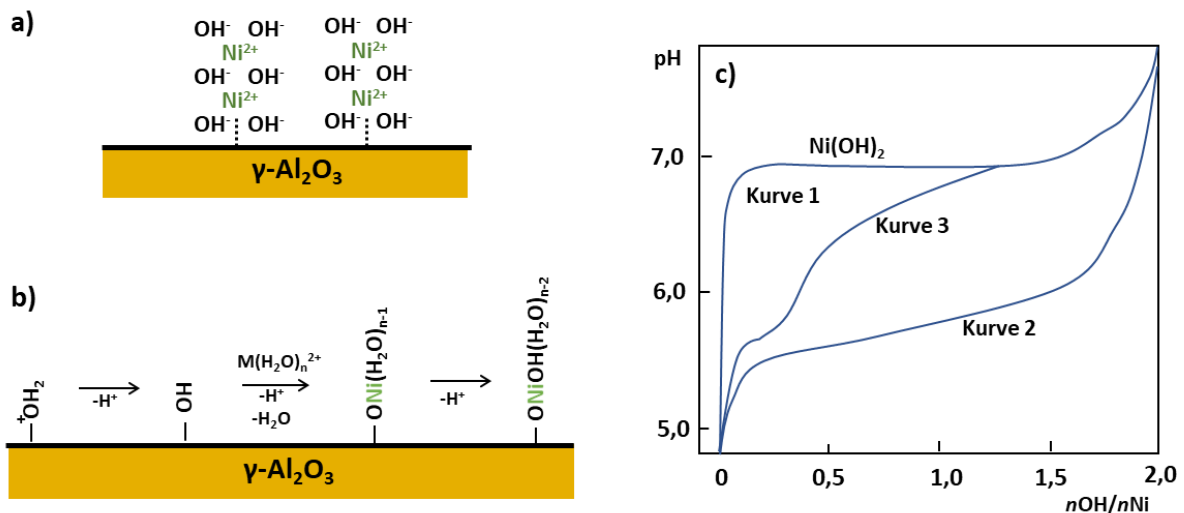 a)
OH⁻ OH⁻ OH⁻ OH⁻
Ni²⁺ Ni²⁺
OH⁻ OH⁻ OH⁻ OH⁻
Ni²⁺ Ni²⁺
OH⁻ OH⁻ OH⁻ OH⁻
γ-Al₂O₃
b)
⁺OH₂
-H⁺
OH
M(H₂O)ₙ²⁺
-H⁺
-H₂O
ONi(H₂O)ₙ₋₁
-H⁺
ONiOH(H₂O)ₙ₋₂
γ-Al₂O₃
c)
pH
7,0
6,0
5,0
Ni(OH)₂
Kurve 1
Kurve 3
Kurve 2
0 0,5 1,0 1,5 2,0
nOH/nNi